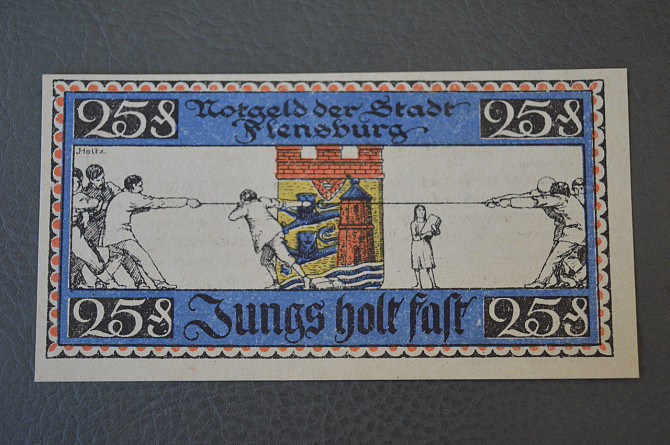 25₰ Notgeld der Stadt 25₰
Flensburg
Holtz.
25₰ Jungs holt fast 25₰